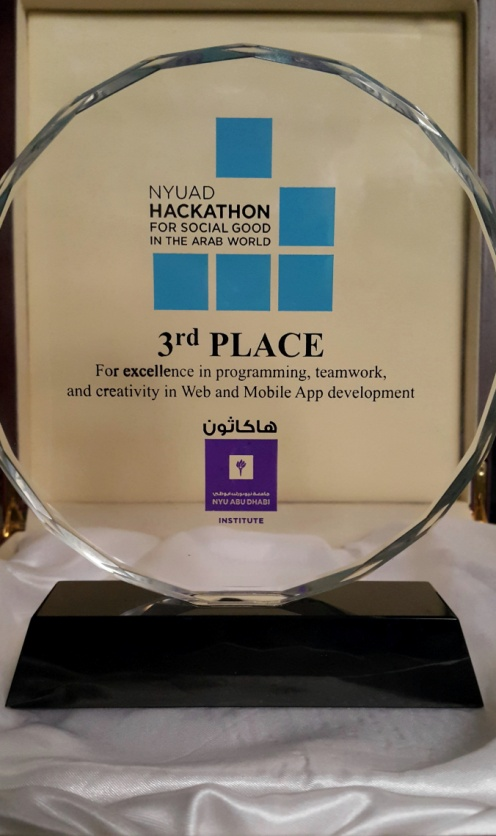 NYUAD
HACKATHON
FOR SOCIAL GOOD
IN THE ARAB WORLD
3rd PLACE
For excellence in programming, teamwork,
and creativity in Web and Mobile App development
هاكاثون
جامعة نيويورك أبوظبي
NYU ABU DHABI
INSTITUTE